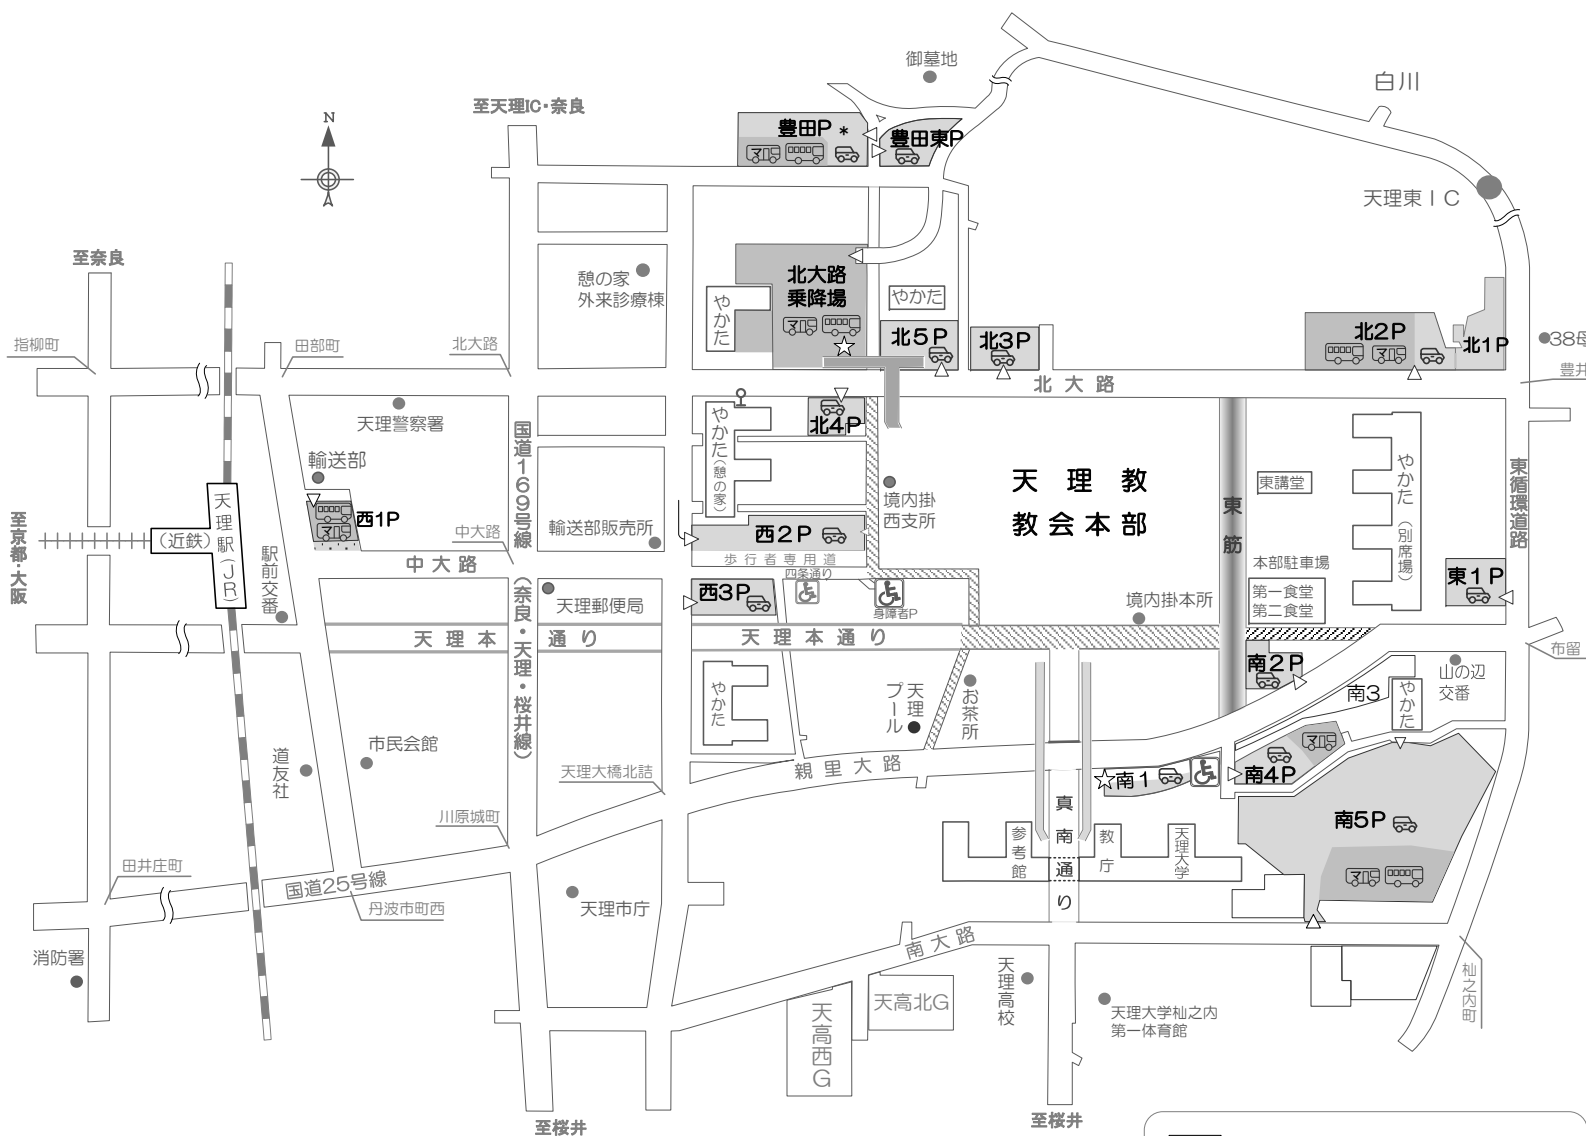 御墓地
白川
至天理IC・奈良
N
豊田P *
豊田東P
マイ
天理東IC
至奈良
憩の家
外来診療棟
北大路
乗降場
マイ
やかた
やかた
北5P
北3P
北2P
マイ
北1P
38母
豊井
指柳町
田部町
北大路
北大路
天理警察署
国道169号線
(奈良・天理・桜井線)
やかた
(憩の家)
北4P
天理教
教会本部
東筋
東講堂
やかた
(別席場)
東循環道路
輸送部
西1P
マイ
天理駅(JR)
(近鉄)
至京都・大阪
駅前交番
中大路
中大路
輸送部販売所
西2P
歩行者専用道
四条通り
境内掛
西支所
本部駐車場
第一食堂
第二食堂
東1P
天理郵便局
西3P
身障者P
境内掛本所
天理本通り
天理本通り
南2P
布留
南3
やかた
山の辺
交番
やかた
天理
プール
お茶所
市民会館
道友社
天理大橋北詰
親里大路
南1
南4P
マイ
川原城町
真南通り
参考館
教庁
天理大学
南5P
マイ
田井庄町
国道25号線
丹波市町西
天理市庁
南大路
消防署
天高西G
天高北G
天理高校
天理大学杣之内
第一体育館
杣之内町
至桜井
至桜井